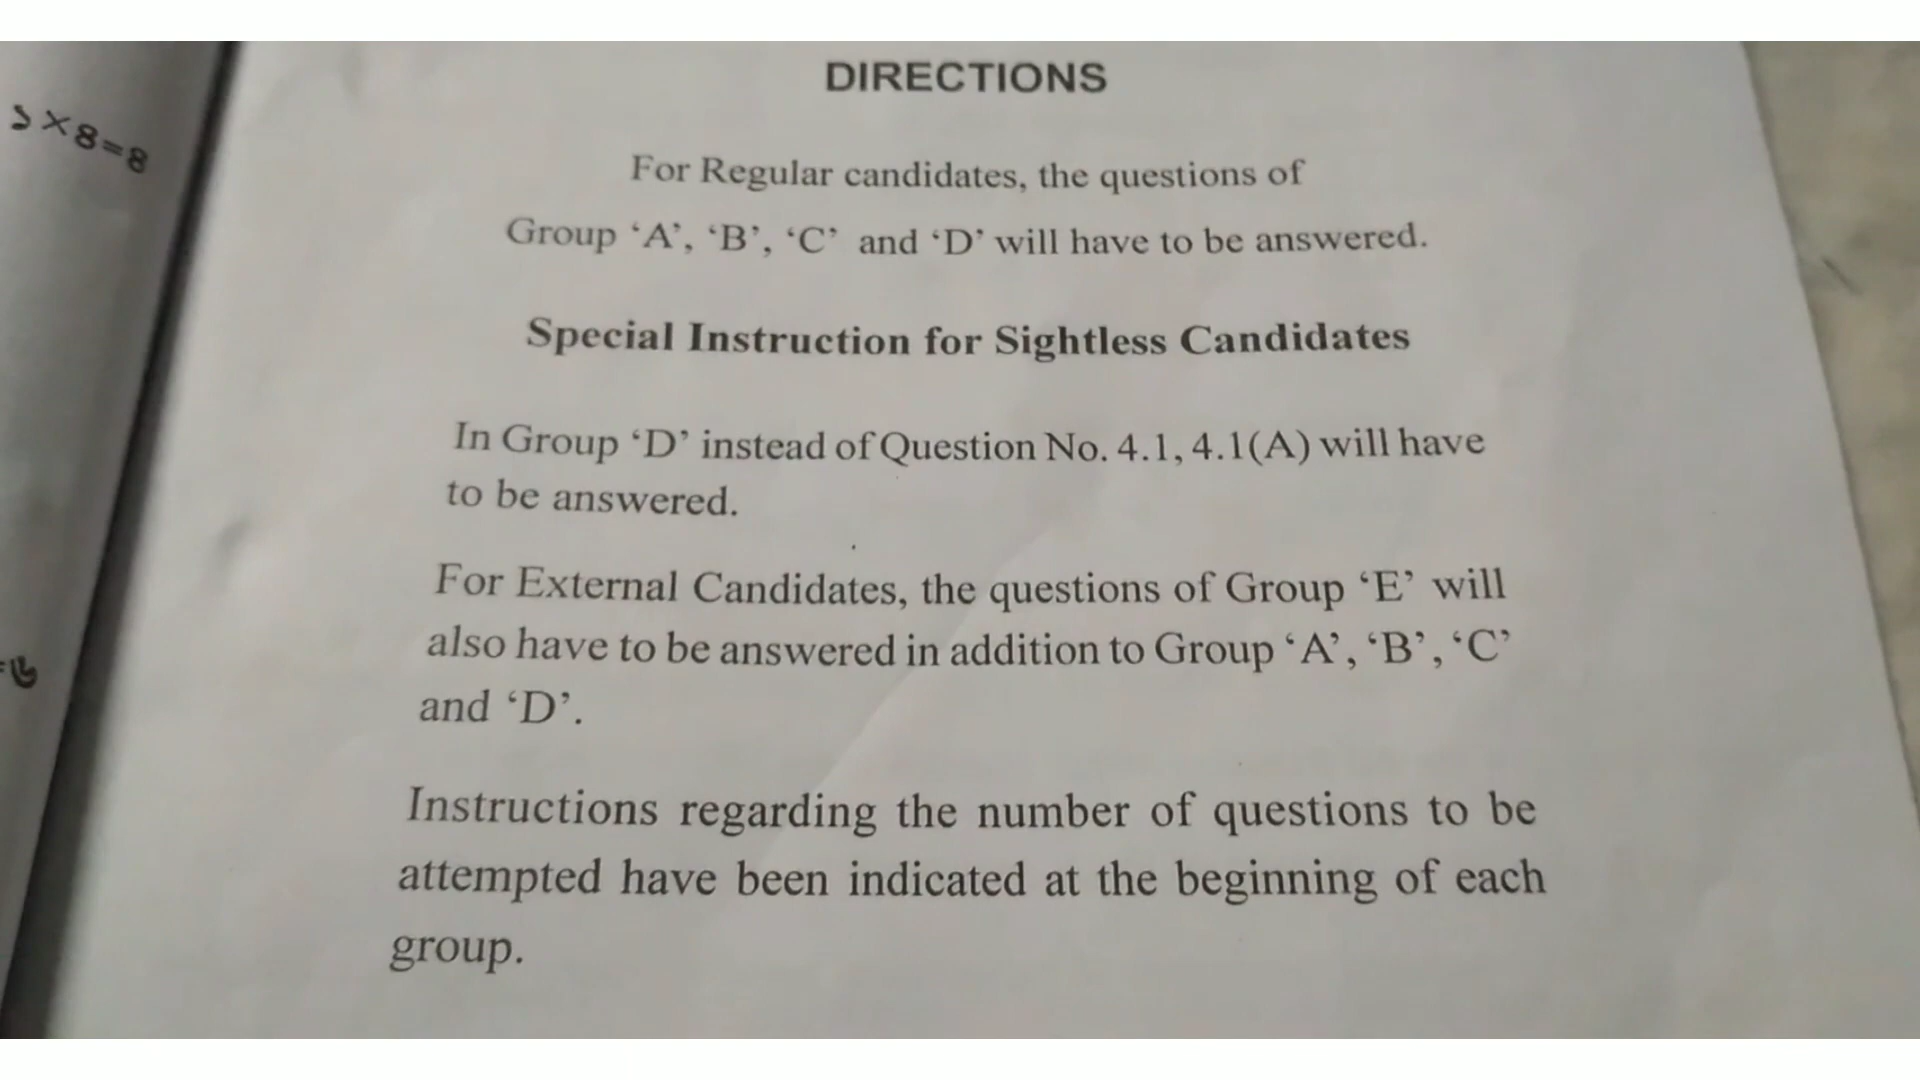 DIRECTIONS
For Regular candidates, the questions of
Group ‘A’, ‘B’, ‘C’ and ‘D’ will have to be answered.
Special Instruction for Sightless Candidates
In Group ‘D’ instead of Question No. 4.1, 4.1(A) will have
to be answered.
For External Candidates, the questions of Group ‘E’ will
also have to be answered in addition to Group ‘A’, ‘B’, ‘C’
and ‘D’.
Instructions regarding the number of questions to be
attempted have been indicated at the beginning of each
group.
×8=8